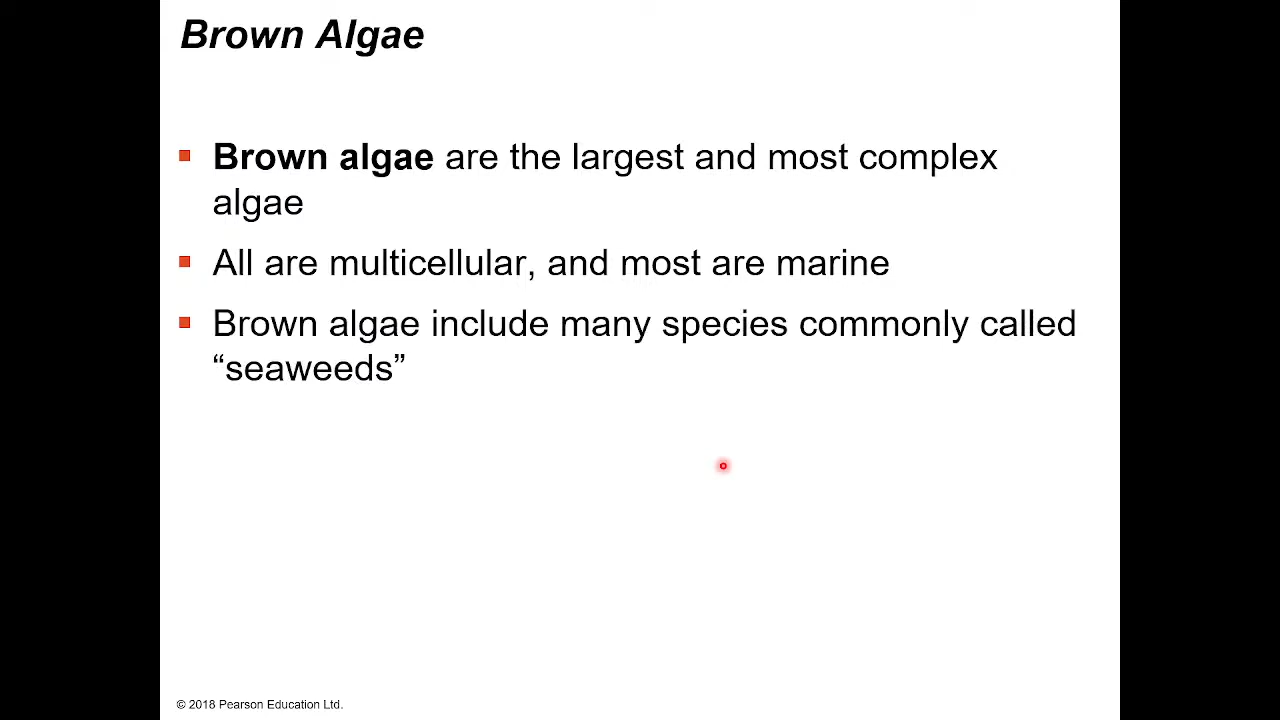 Brown Algae
Brown algae are the largest and most complex
algae
All are multicellular, and most are marine
Brown algae include many species commonly called
“seaweeds”
© 2018 Pearson Education Ltd.